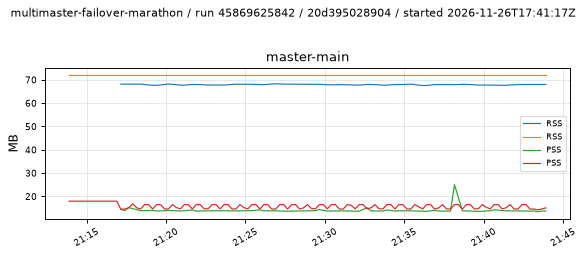 multimaster-failover-marathon / run 45869625842 / 20d395028904 / started 2026-11-26T17:41:17Z
master-main
MB
70
60
50
40
30
20
RSS
RSS
PSS
PSS
21:15
21:20
21:25
21:30
21:35
21:40
21:45